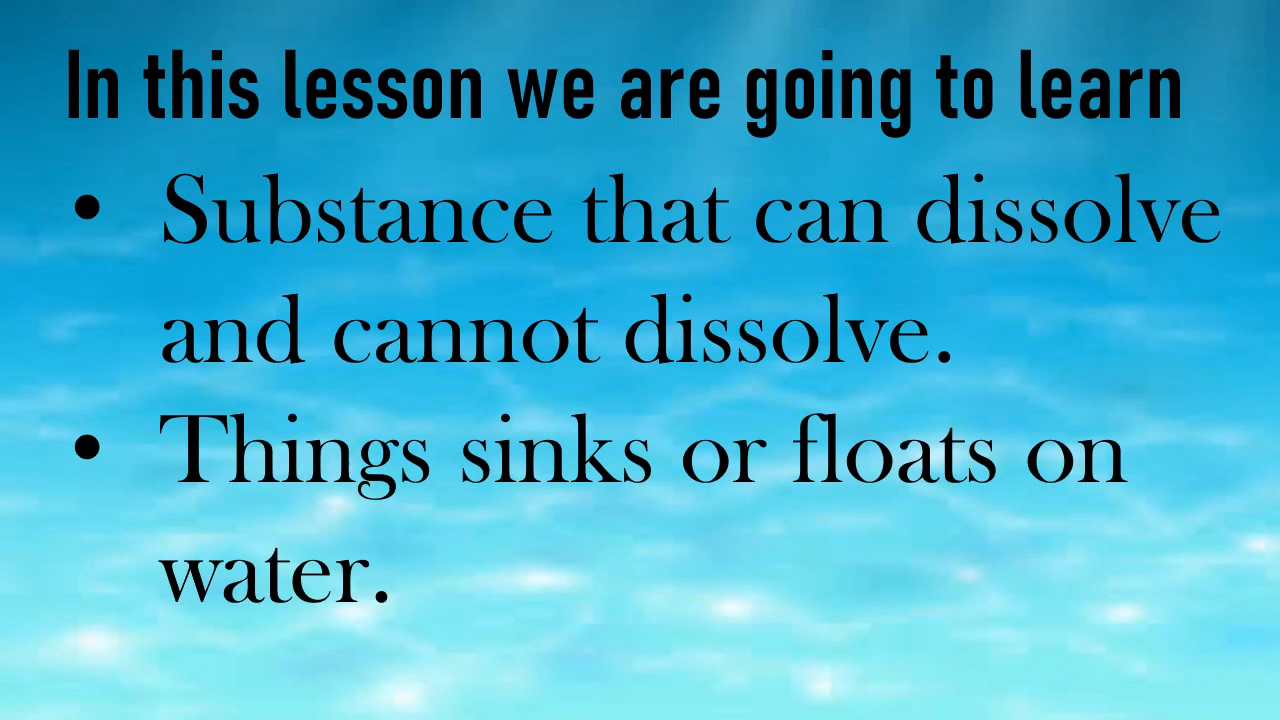 In this lesson we are going to learn
• Substance that can dissolve
and cannot dissolve.
• Things sinks or floats on
water.